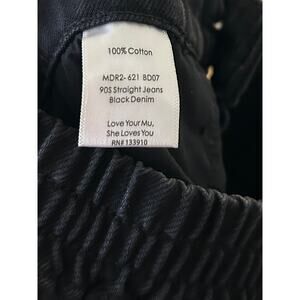 100% Cotton
MDR2- 621 BD07
90S Straight Jeans
Black Denim
Love Your Mu,
She Loves You
RN#133910